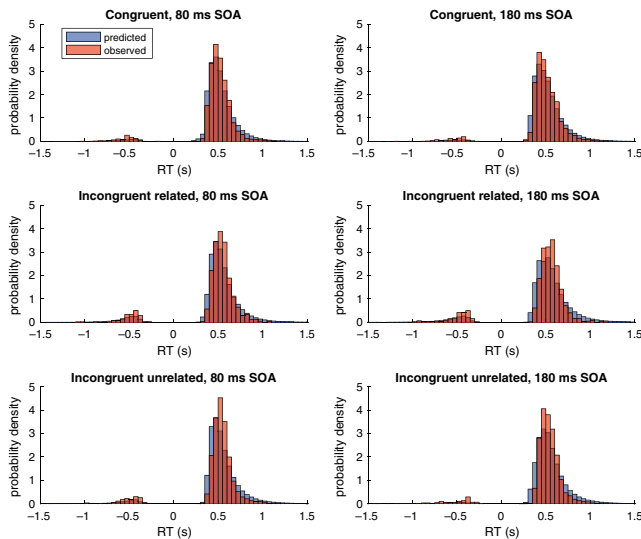 Congruent, 80 ms SOA
5
4
3
2
1
0
probability density
predicted
observed
−1.5 −1 −0.5 0 0.5 1 1.5
RT (s)
Congruent, 180 ms SOA
5
4
3
2
1
0
probability density
−1.5 −1 −0.5 0 0.5 1 1.5
RT (s)
Incongruent related, 80 ms SOA
5
4
3
2
1
0
probability density
−1.5 −1 −0.5 0 0.5 1 1.5
RT (s)
Incongruent related, 180 ms SOA
5
4
3
2
1
0
probability density
−1.5 −1 −0.5 0 0.5 1 1.5
RT (s)
Incongruent unrelated, 80 ms SOA
5
4
3
2
1
0
probability density
−1.5 −1 −0.5 0 0.5 1 1.5
RT (s)
Incongruent unrelated, 180 ms SOA
5
4
3
2
1
0
probability density
−1.5 −1 −0.5 0 0.5 1 1.5
RT (s)